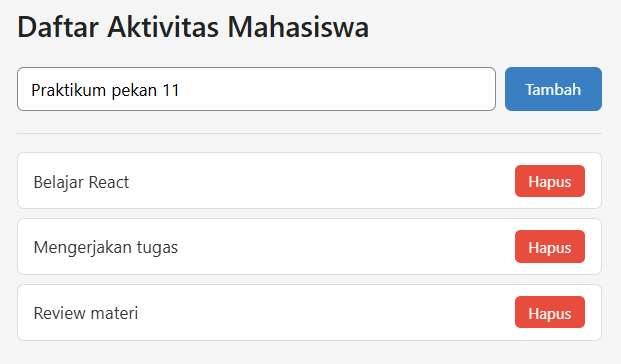 Daftar Aktivitas Mahasiswa
Praktikum pekan 11
Tambah
Belajar React
Hapus
Mengerjakan tugas
Hapus
Review materi
Hapus